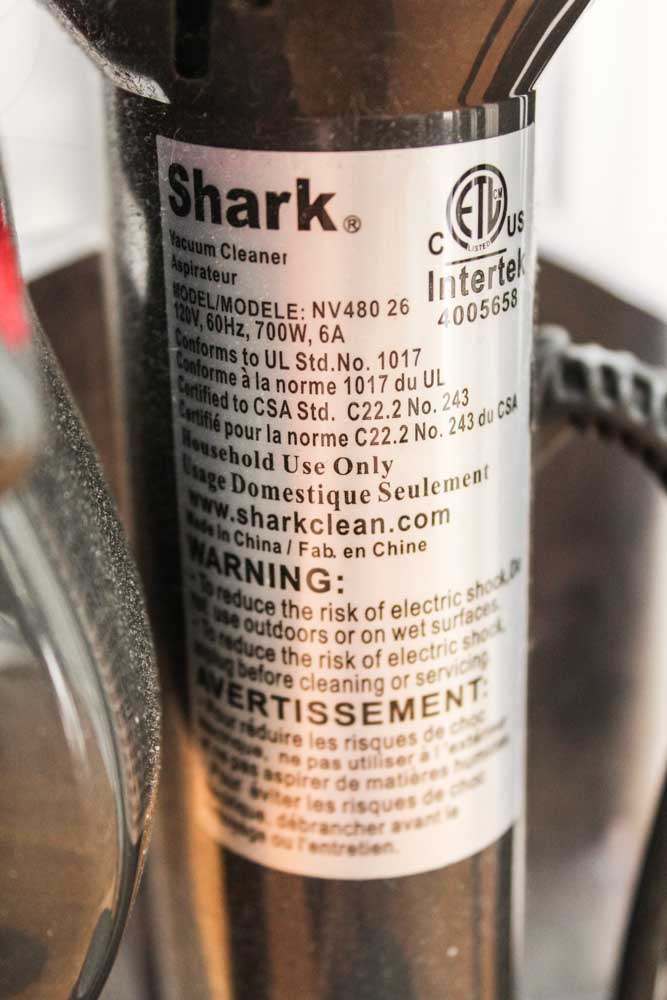 Shark®
Vacuum Cleaner
Aspirateur
ETL CM
LISTED
C US
Intertek
4005658
MODEL/MODELE: NV480 26
120V, 60Hz, 700W, 6A
Conforms to UL Std.No. 1017
Conforme à la norme 1017 du UL
Certified to CSA Std. C22.2 No. 243
Certifié pour la norme C22.2 No. 243 du CSA
Household Use Only
Usage Domestique Seulement
www.sharkclean.com
Made in China / Fab. en Chine
WARNING:
- To reduce the risk of electric shock, Do
not use outdoors or on wet surfaces.
- To reduce the risk of electric shock,
before cleaning or servicing.
AVERTISSEMENT:
- Pour réduire les risques de choc
ne pas utiliser à l'extérieur
pas aspirer de matières humides
- Pour éviter les risques de choc
débrancher avant le
ou l'entretien.